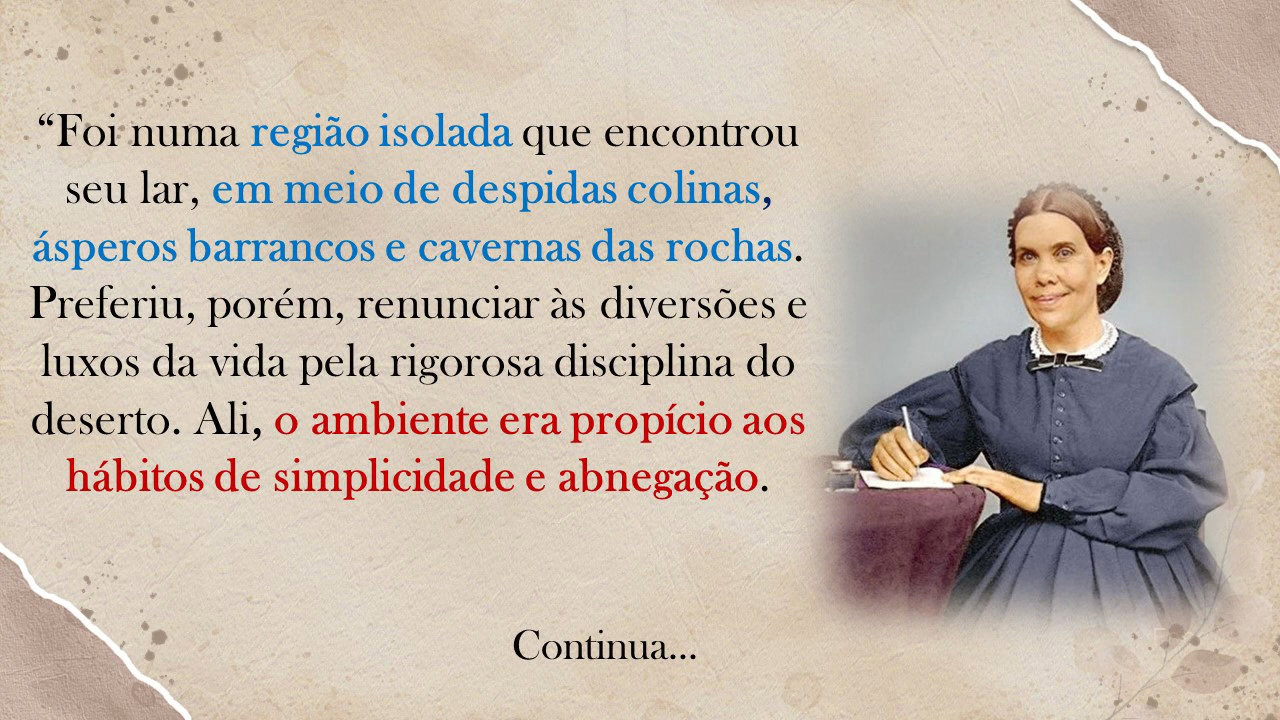 “Foi numa região isolada que encontrou
seu lar, em meio de despidas colinas,
ásperos barrancos e cavernas das rochas.
Preferiu, porém, renunciar às diversões e
luxos da vida pela rigorosa disciplina do
deserto. Ali, o ambiente era propício aos
hábitos de simplicidade e abnegação.
Continua...